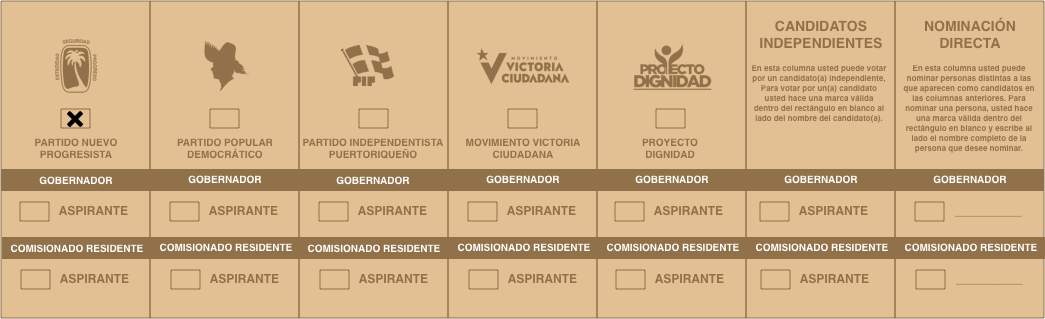 SEGURIDAD
IGUALDAD
PROGRESO
PARTIDO NUEVO
PROGRESISTA
GOBERNADOR
ASPIRANTE
COMISIONADO RESIDENTE
ASPIRANTE
PARTIDO POPULAR
DEMOCRÁTICO
GOBERNADOR
ASPIRANTE
COMISIONADO RESIDENTE
ASPIRANTE
PIP
PARTIDO INDEPENDENTISTA
PUERTORIQUEÑO
GOBERNADOR
ASPIRANTE
COMISIONADO RESIDENTE
ASPIRANTE
MOVIMIENTO
VICTORIA
CIUDADANA
MOVIMIENTO VICTORIA
CIUDADANA
GOBERNADOR
ASPIRANTE
COMISIONADO RESIDENTE
ASPIRANTE
PROYECTO
DIGNIDAD
PROYECTO
DIGNIDAD
GOBERNADOR
ASPIRANTE
COMISIONADO RESIDENTE
ASPIRANTE
CANDIDATOS
INDEPENDIENTES
En esta columna usted puede votar
por un candidato(a) independiente,
Para votar por un(a) candidato
usted hace una marca válida
dentro del rectángulo en blanco al
lado del nombre del candidato(a).
GOBERNADOR
ASPIRANTE
COMISIONADO RESIDENTE
ASPIRANTE
NOMINACIÓN
DIRECTA
En esta columna usted puede
nominar personas distintas a las
que aparecen como candidatos en
las columnas anteriores. Para
nominar una persona, usted hace
una marca válida dentro del
rectángulo en blanco y escribe al
lado el nombre completo de la
persona que desee nominar.
GOBERNADOR
COMISIONADO RESIDENTE